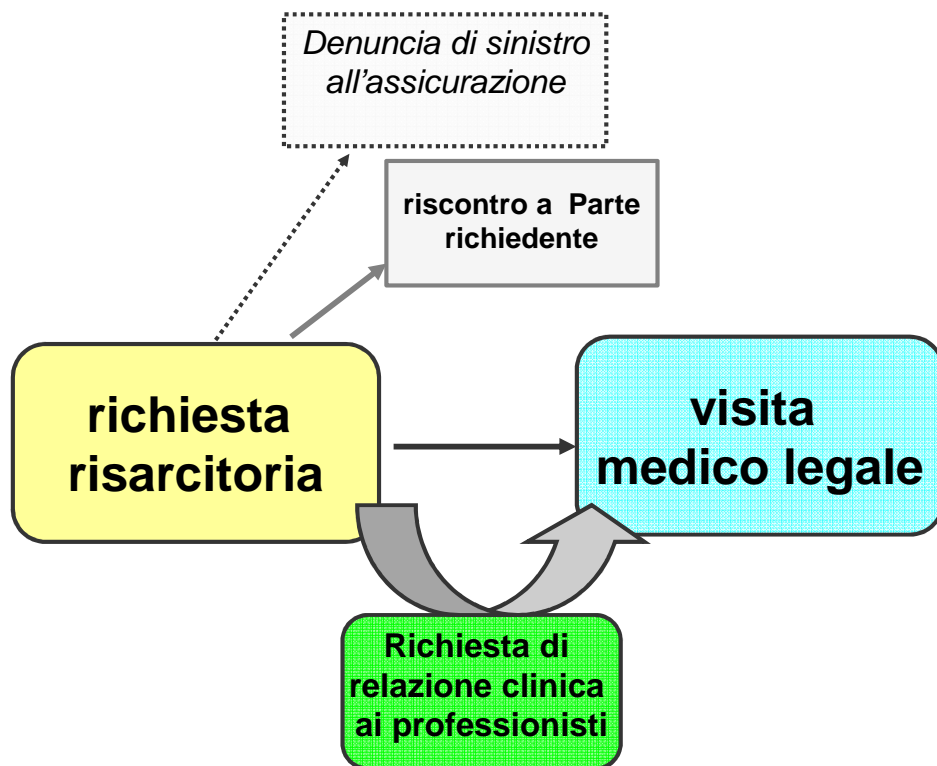 Denuncia di sinistro
all’assicurazione
riscontro a Parte
richiedente
richiesta
risarcitoria
visita
medico legale
Richiesta di
relazione clinica
ai professionisti